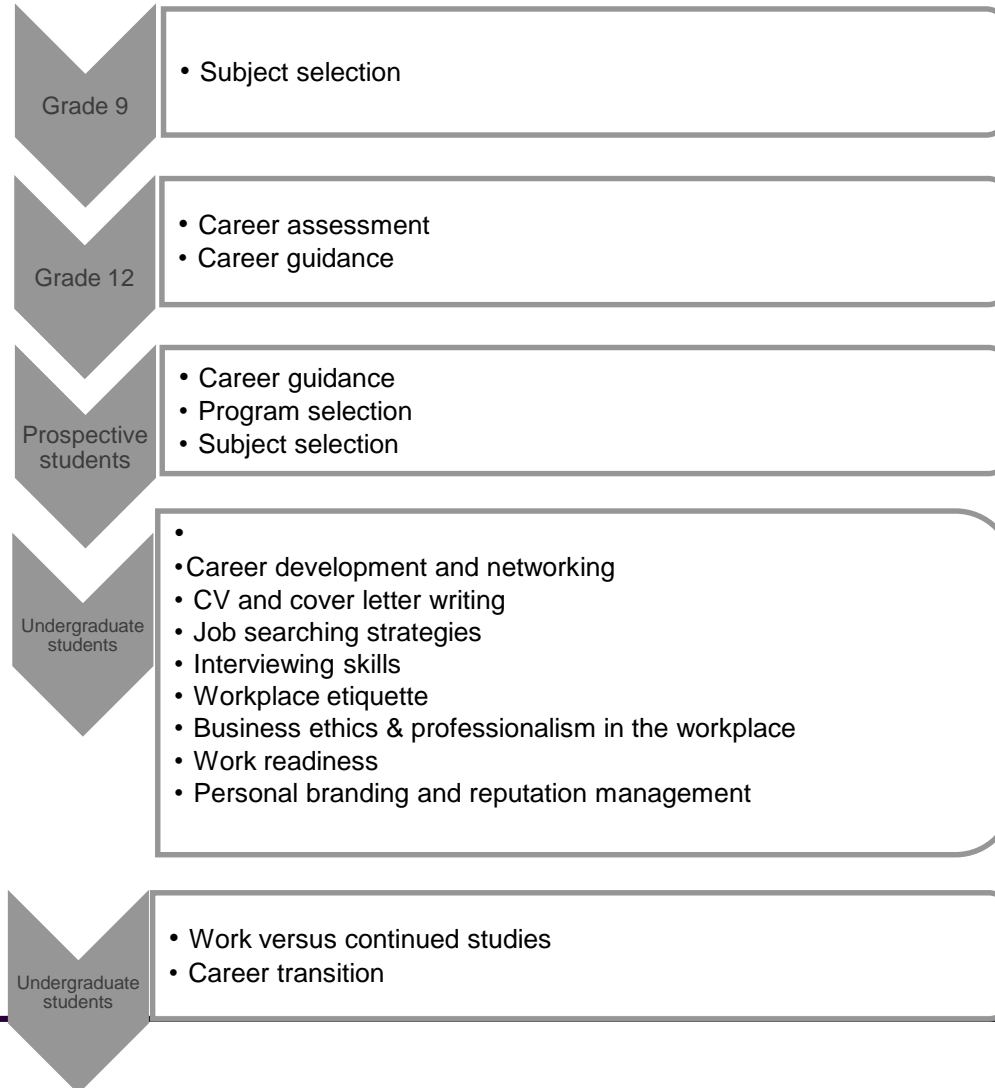 Grade 9
• Subject selection
Grade 12
• Career assessment
• Career guidance
Prospective
students
• Career guidance
• Program selection
• Subject selection
Undergraduate
students
•
•Career development and networking
• CV and cover letter writing
• Job searching strategies
• Interviewing skills
• Workplace etiquette
• Business ethics & professionalism in the workplace
• Work readiness
• Personal branding and reputation management
Undergraduate
students
• Work versus continued studies
• Career transition